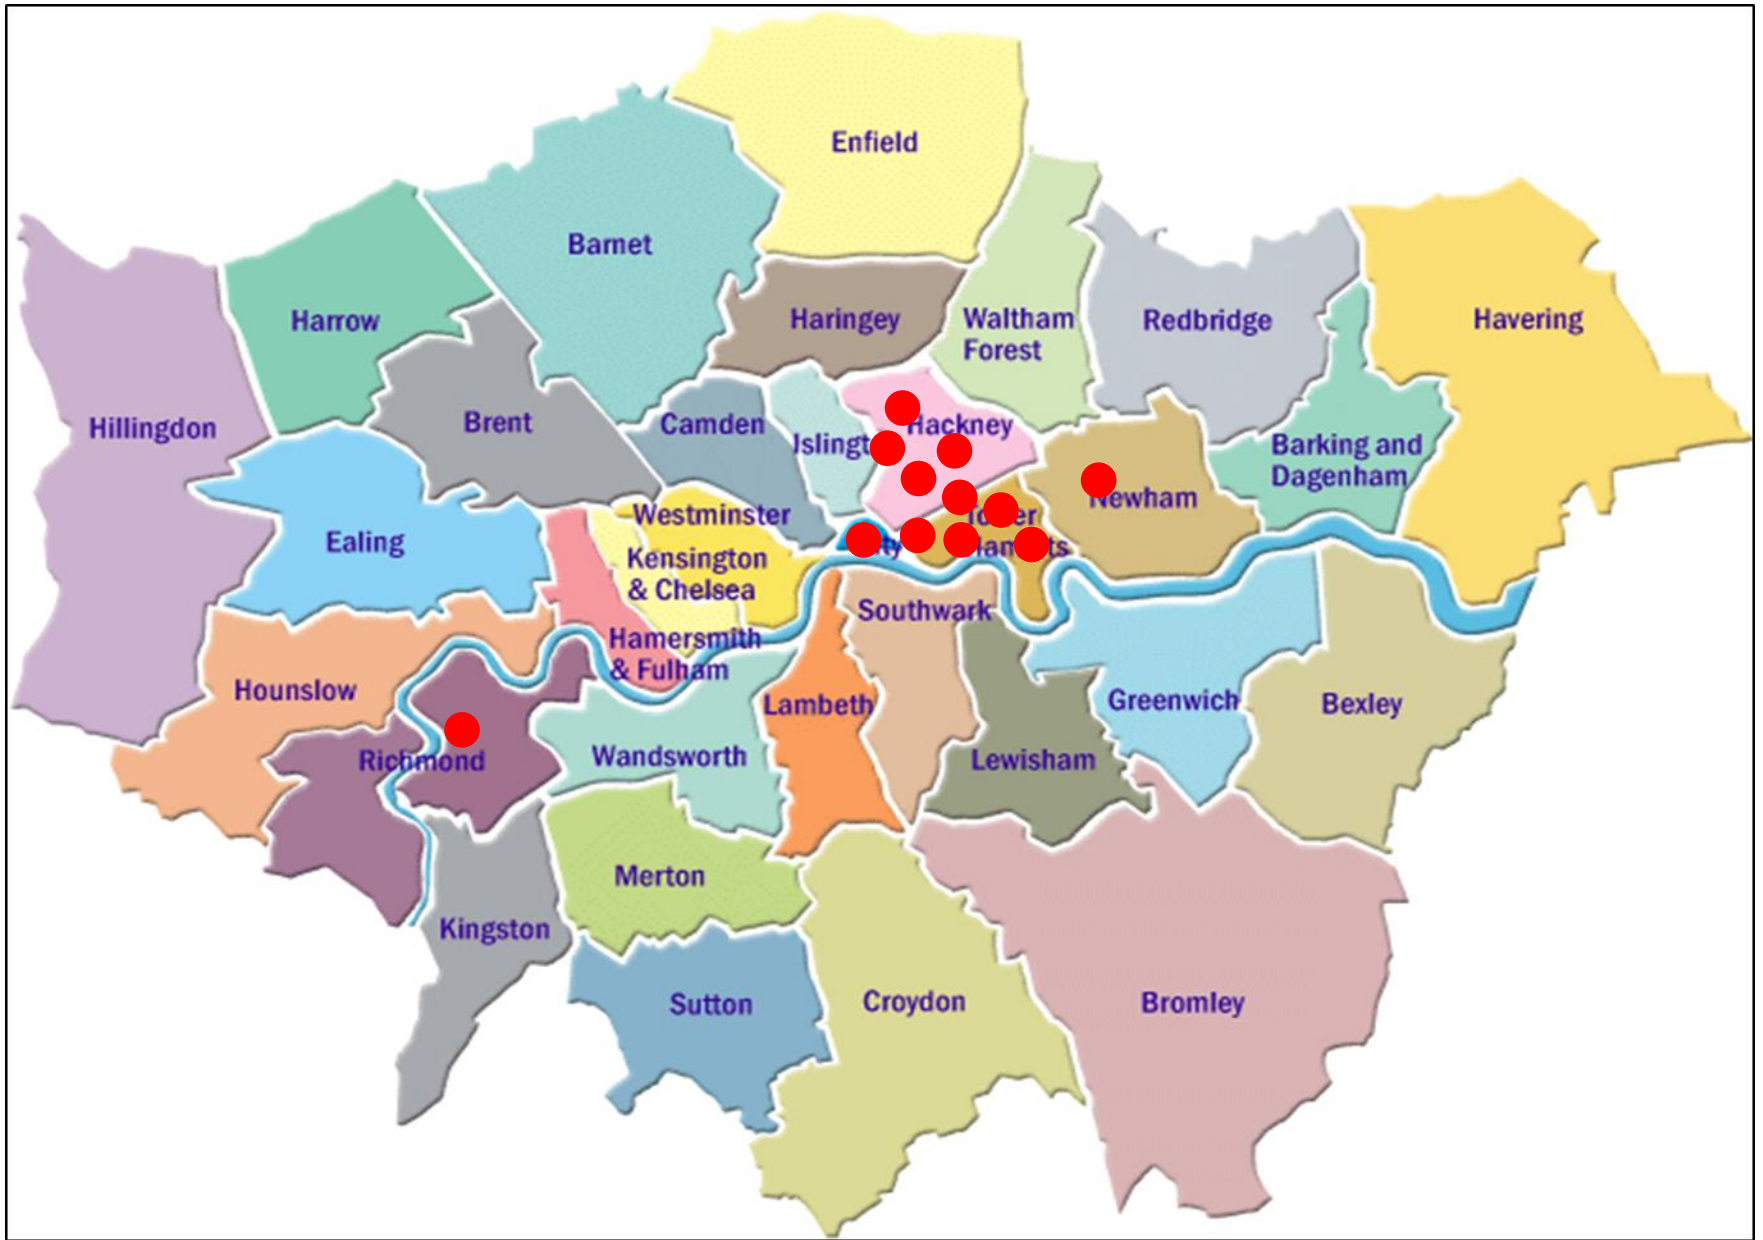 Enfield
Barnet
Harrow
Haringey
Waltham
Forest
Redbridge
Havering
Hillingdon
Brent
Camden
Islingt
Hackney
Barking and
Dagenham
Newham
Westminster
Ealing
Kensington
& Chelsea
Southwark
Hamersmith
& Fulham
Hounslow
Richmond
Wandsworth
Lambeth
Lewisham
Greenwich
Bexley
Merton
Kingston
Sutton
Croydon
Bromley